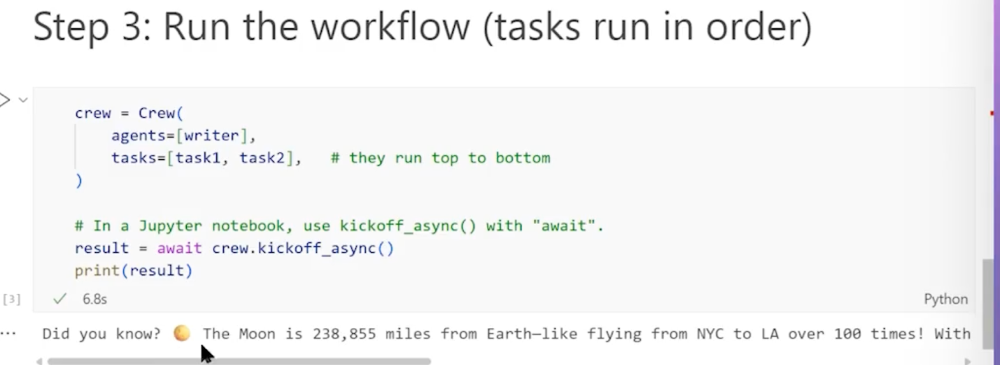 Step 3: Run the workflow (tasks run in order)
crew = Crew(
    agents=[writer],
    tasks=[task1, task2],   # they run top to bottom
)
# In a Jupyter notebook, use kickoff_async() with "await".
result = await crew.kickoff_async()
print(result)
[3]
6.8s
Python
... Did you know? 🌕 The Moon is 238,855 miles from Earth—like flying from NYC to LA over 100 times! With